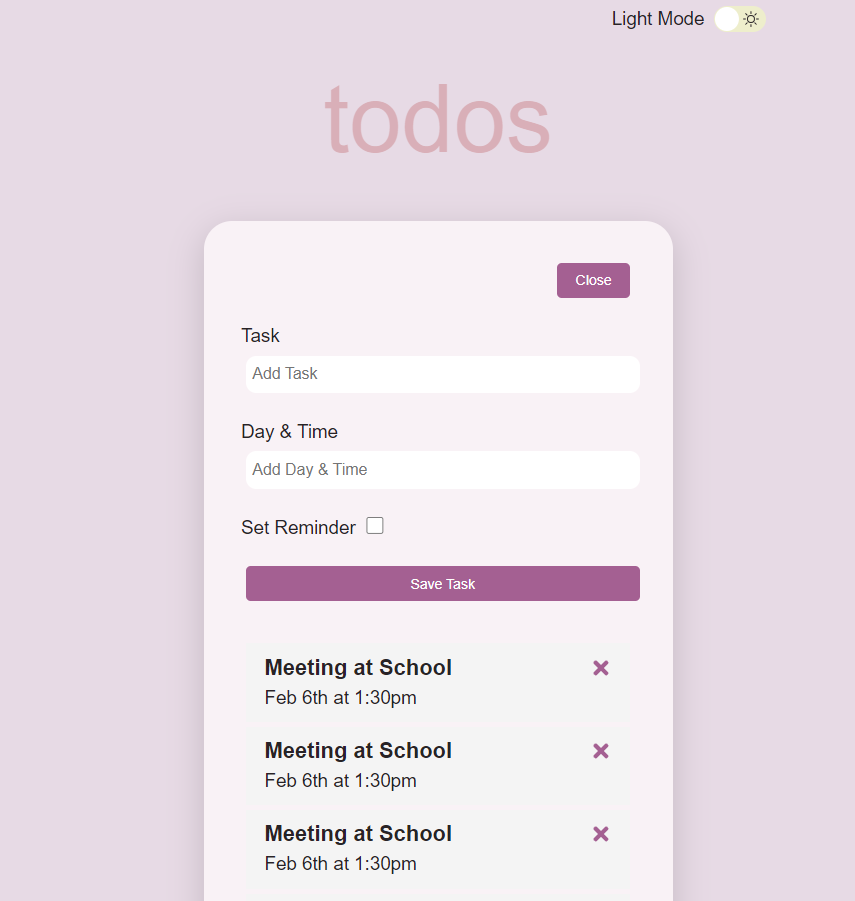 Light Mode
todos
Close
Task
Add Task
Day & Time
Add Day & Time
Set Reminder
Save Task
Meeting at School
Feb 6th at 1:30pm
Meeting at School
Feb 6th at 1:30pm
Meeting at School
Feb 6th at 1:30pm